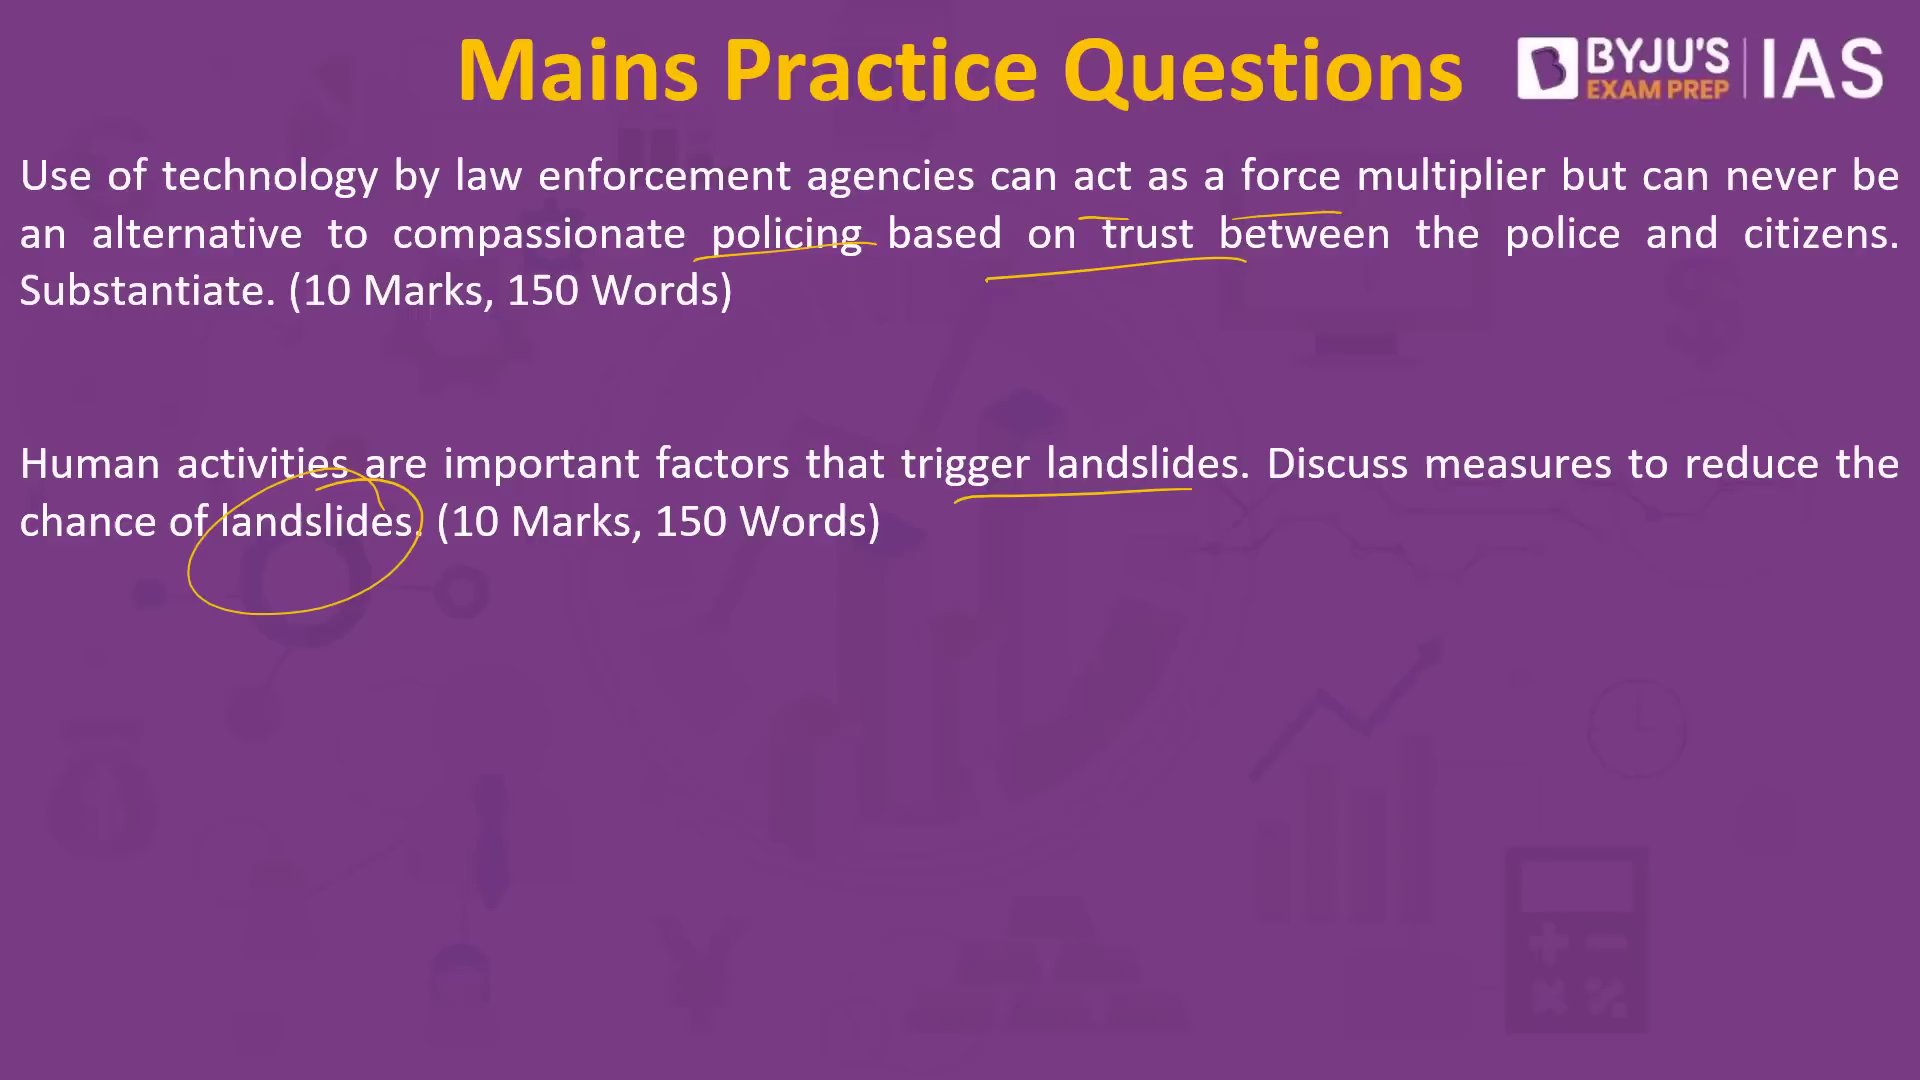 Mains Practice Questions
BYJU'S
EXAM PREP
IAS
Use of technology by law enforcement agencies can act as a force multiplier but can never be
an alternative to compassionate policing based on trust between the police and citizens.
Substantiate. (10 Marks, 150 Words)
Human activities are important factors that trigger landslides. Discuss measures to reduce the
chance of landslides. (10 Marks, 150 Words)